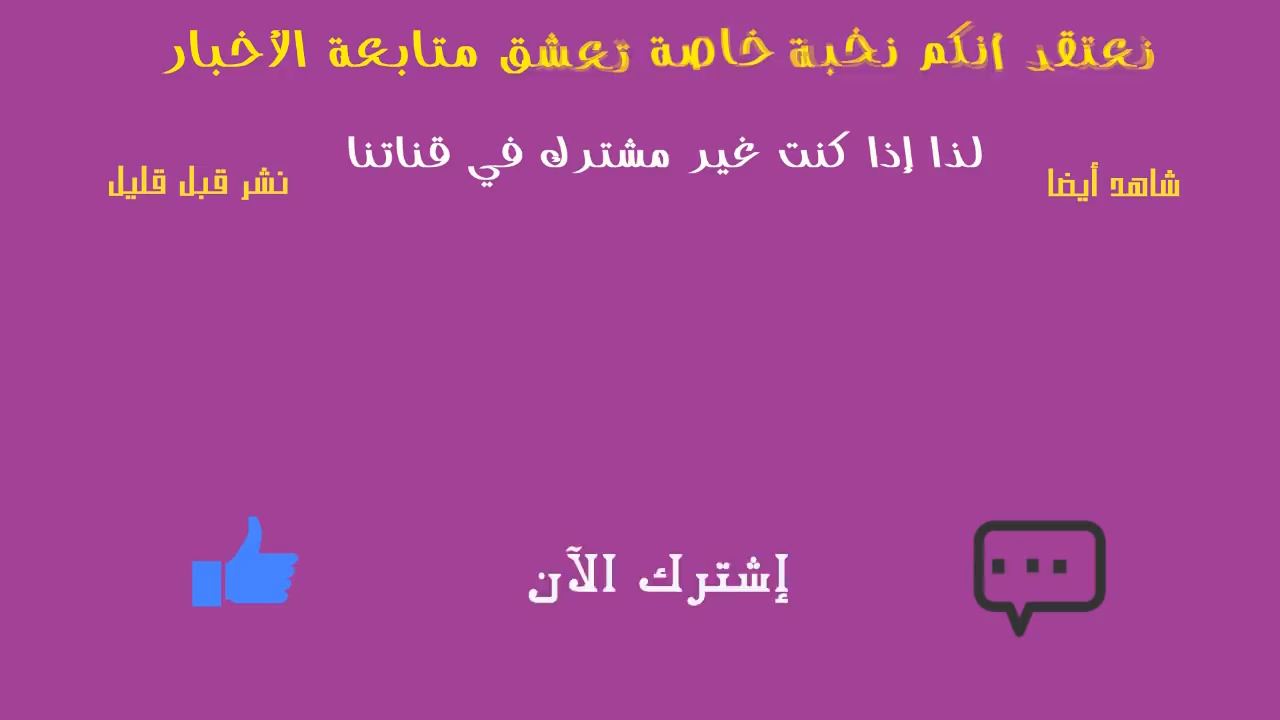 نعتقد انكم نخبة خاصة تعشق متابعة الأخبار
لذا إذا كنت غير مشترك في قناتنا
شاهد أيضا
نشر قبل قليل
إشترك الآن